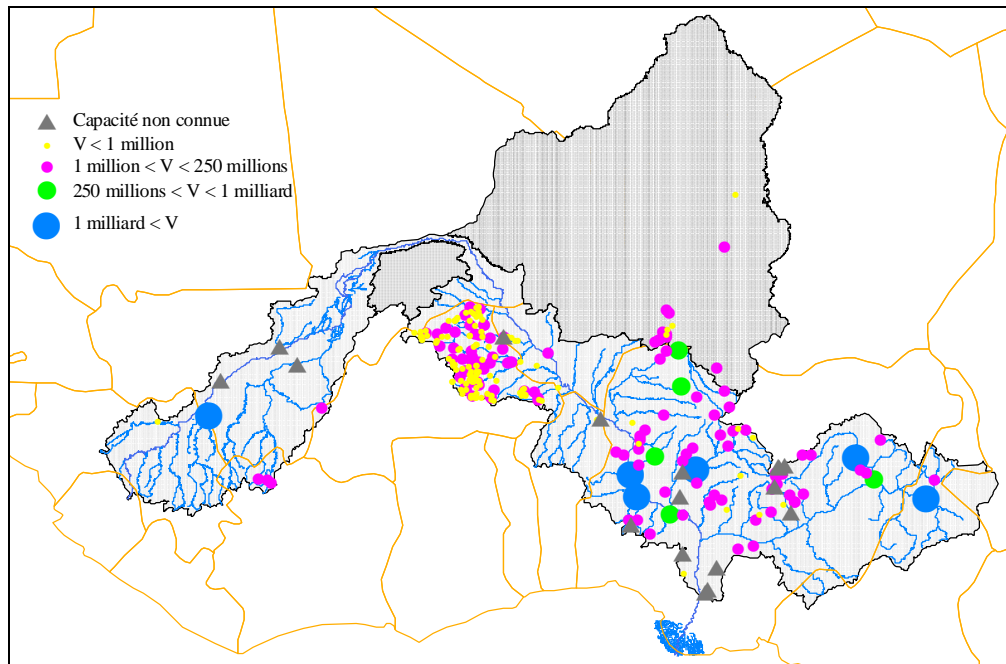 Capacité non connue
V < 1 million
1 million < V < 250 millions
250 millions < V < 1 milliard
1 milliard < V